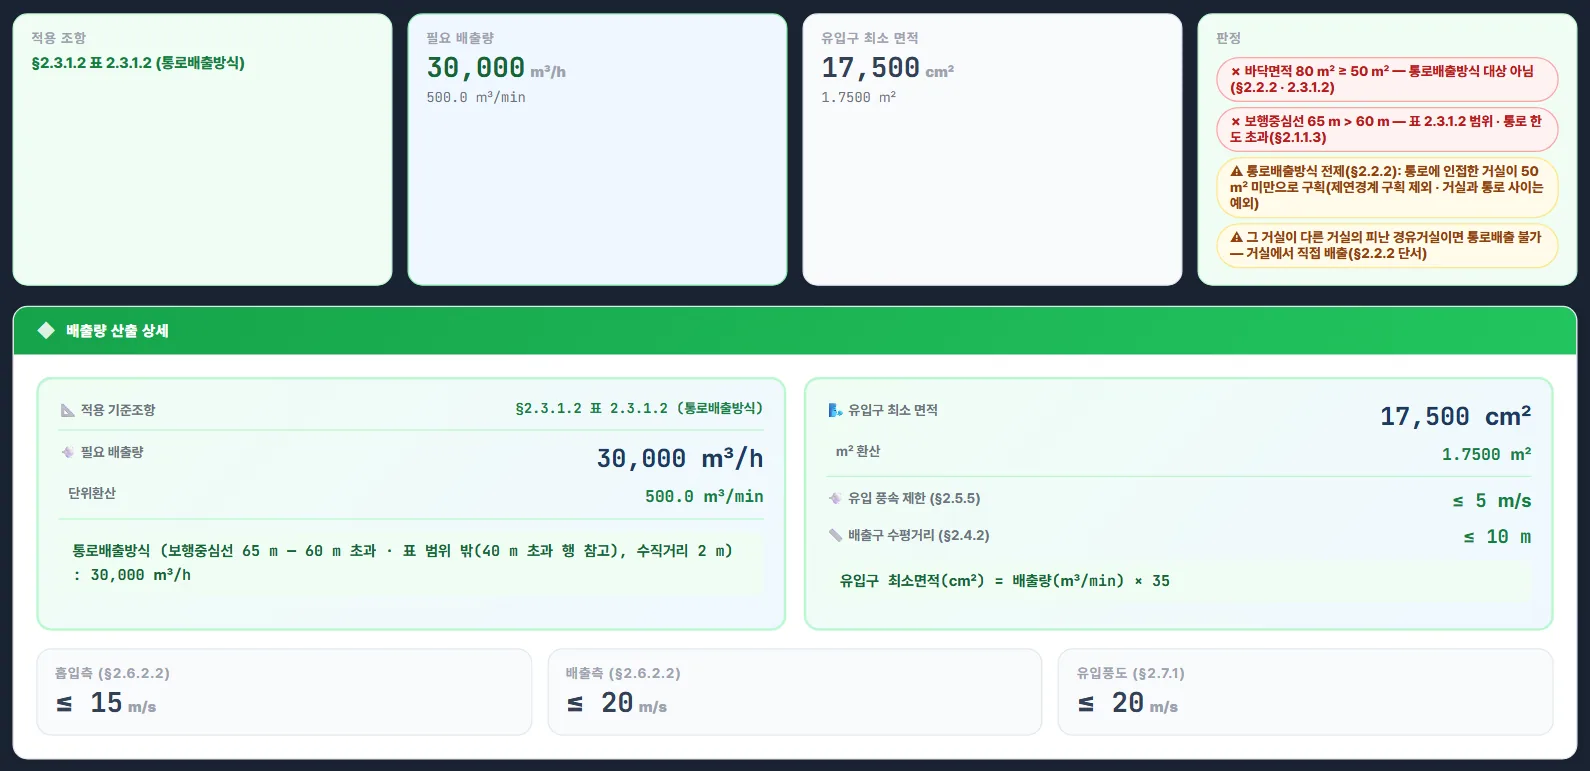 적용 조항
§2.3.1.2 표 2.3.1.2 (통로배출방식)
필요 배출량
30,000 m³/h
500.0 m³/min
유입구 최소 면적
17,500 cm²
1.7500 m²
판정
× 바닥면적 80 m² ≥ 50 m² — 통로배출방식 대상 아님
(§2.2.2 · 2.3.1.2)
× 보행중심선 65 m > 60 m — 표 2.3.1.2 범위 · 통로 한
도 초과(§2.1.1.3)
⚠ 통로배출방식 전제(§2.2.2): 통로에 인접한 거실이 50
m² 미만으로 구획(제연경계 구획 제외 · 거실과 통로 사이는
예외)
⚠ 그 거실이 다른 거실의 피난 경유거실이면 통로배출 불가
— 거실에서 직접 배출(§2.2.2 단서)
◆ 배출량 산출 상세
📐 적용 기준조항
§2.3.1.2 표 2.3.1.2 (통로배출방식)
💨 필요 배출량
30,000 m³/h
단위환산
500.0 m³/min
통로배출방식 (보행중심선 65 m — 60 m 초과 · 표 범위 밖(40 m 초과 행 참고), 수직거리 2 m)
: 30,000 m³/h
🌬 유입구 최소 면적
17,500 cm²
m² 환산
1.7500 m²
💨 유입 풍속 제한 (§2.5.5)
≤ 5 m/s
📏 배출구 수평거리 (§2.4.2)
≤ 10 m
유입구 최소면적(cm²) = 배출량(m³/min) × 35
흡입측 (§2.6.2.2)
≤ 15 m/s
배출측 (§2.6.2.2)
≤ 20 m/s
유입풍도 (§2.7.1)
≤ 20 m/s